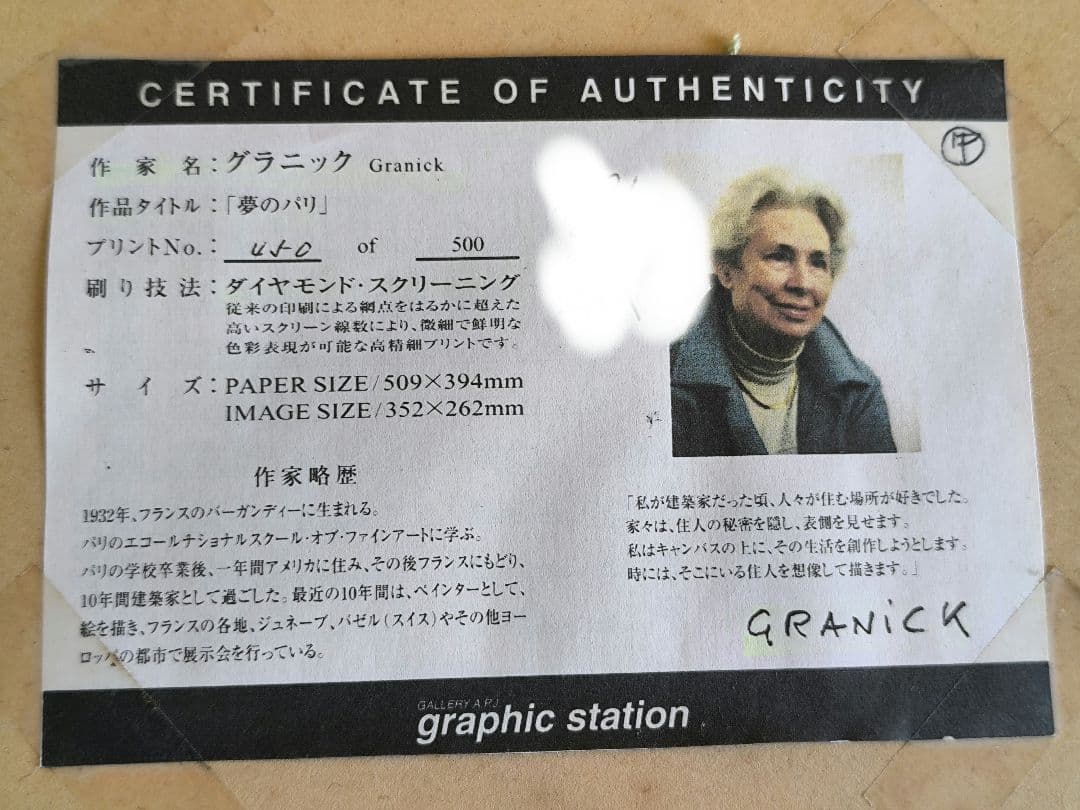 CERTIFICATE OF AUTHENTICITY
作家名：グラニック Granick
作品タイトル：「夢のパリ」
プリントNo.： 450 of 500
刷り技法：ダイヤモンド・スクリーニング
従来の印刷による網点をはるかに超えた
高いスクリーン線数により、微細で鮮明な
色彩表現が可能な高精細プリントです。
サイズ：PAPER SIZE/509×394mm
IMAGE SIZE/352×262mm
作家略歴
1932年、フランスのバーガンディーに生まれる。
パリのエコールナショナルスクール・オブ・ファインアートに学ぶ。
パリの学校卒業後、一年間アメリカに住み、その後フランスにもどり、
10年間建築家として過ごした。最近の10年間は、ペインターとして、
絵を描き、フランスの各地、ジュネーブ、バゼル（スイス）やその他ヨー
ロッパの都市で展示会を行っている。
「私が建築家だった頃、人々が住む場所が好きでした。
家々は、住人の秘密を隠し、表側を見せます。
私はキャンバスの上に、その生活を創作しようとします。
時には、そこにいる住人を想像して描きます。」
GRANiCK
GALLERY A.P.J
graphic station